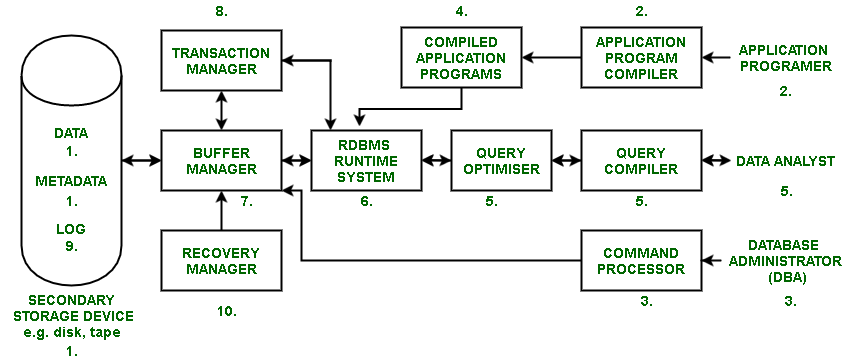 8.
4.
2.
TRANSACTION
MANAGER
COMPILED
APPLICATION
PROGRAMS
APPLICATION
PROGRAM
COMPILER
APPLICATION
PROGRAMER
2.
DATA
1.
METADATA
1.
LOG
9.
BUFFER
MANAGER
7.
RDBMS
RUNTIME
SYSTEM
6.
QUERY
OPTIMISER
5.
QUERY
COMPILER
5.
DATA ANALYST
5.
RECOVERY
MANAGER
10.
COMMAND
PROCESSOR
3.
DATABASE
ADMINISTRATOR
(DBA)
3.
SECONDARY
STORAGE DEVICE
e.g. disk, tape
1.